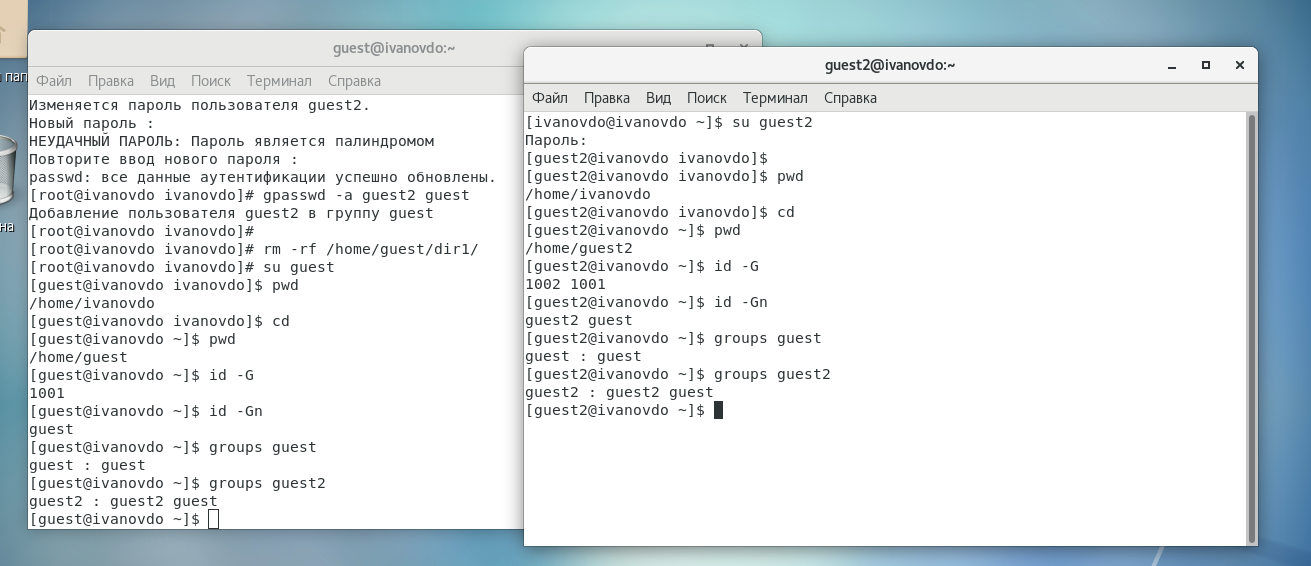 пап
на
guest@ivanovdo:~
Файл Правка Вид Поиск Терминал Справка
Изменяется пароль пользователя guest2.
Новый пароль :
НЕУДАЧНЫЙ ПАРОЛЬ: Пароль является палиндромом
Повторите ввод нового пароля :
passwd: все данные аутентификации успешно обновлены.
[root@ivanovdo ivanovdo]# gpasswd -a guest2 guest
Добавление пользователя guest2 в группу guest
[root@ivanovdo ivanovdo]#
[root@ivanovdo ivanovdo]# rm -rf /home/guest/dir1/
[root@ivanovdo ivanovdo]# su guest
[guest@ivanovdo ivanovdo]$ pwd
/home/ivanovdo
[guest@ivanovdo ivanovdo]$ cd
[guest@ivanovdo ~]$ pwd
/home/guest
[guest@ivanovdo ~]$ id -G
1001
[guest@ivanovdo ~]$ id -Gn
guest
[guest@ivanovdo ~]$ groups guest
guest : guest
[guest@ivanovdo ~]$ groups guest2
guest2 : guest2 guest
[guest@ivanovdo ~]$
guest2@ivanovdo:~
Файл Правка Вид Поиск Терминал Справка
[ivanovdo@ivanovdo ~]$ su guest2
Пароль:
[guest2@ivanovdo ivanovdo]$
[guest2@ivanovdo ivanovdo]$ pwd
/home/ivanovdo
[guest2@ivanovdo ivanovdo]$ cd
[guest2@ivanovdo ~]$ pwd
/home/guest2
[guest2@ivanovdo ~]$ id -G
1002 1001
[guest2@ivanovdo ~]$ id -Gn
guest2 guest
[guest2@ivanovdo ~]$ groups guest
guest : guest
[guest2@ivanovdo ~]$ groups guest2
guest2 : guest2 guest
[guest2@ivanovdo ~]$